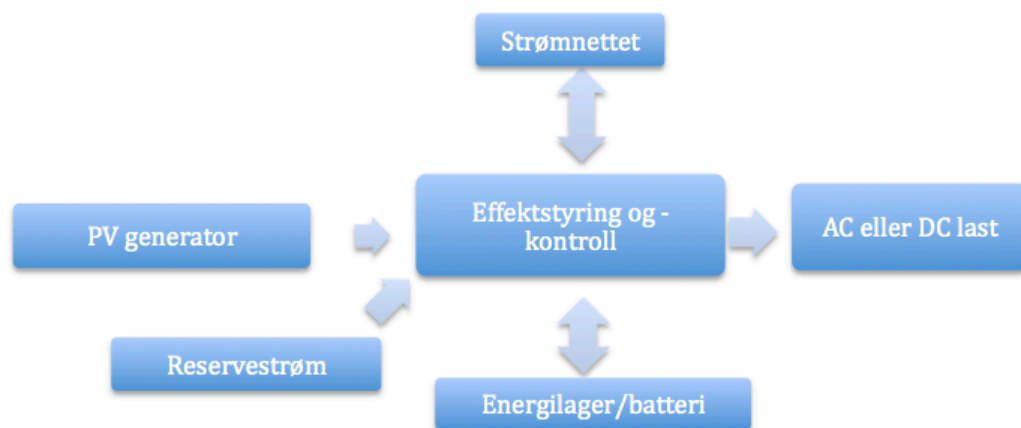 Strømnettet
PV generator
Effektstyring og -
kontroll
AC eller DC last
Reservestrøm
Energilager/batteri